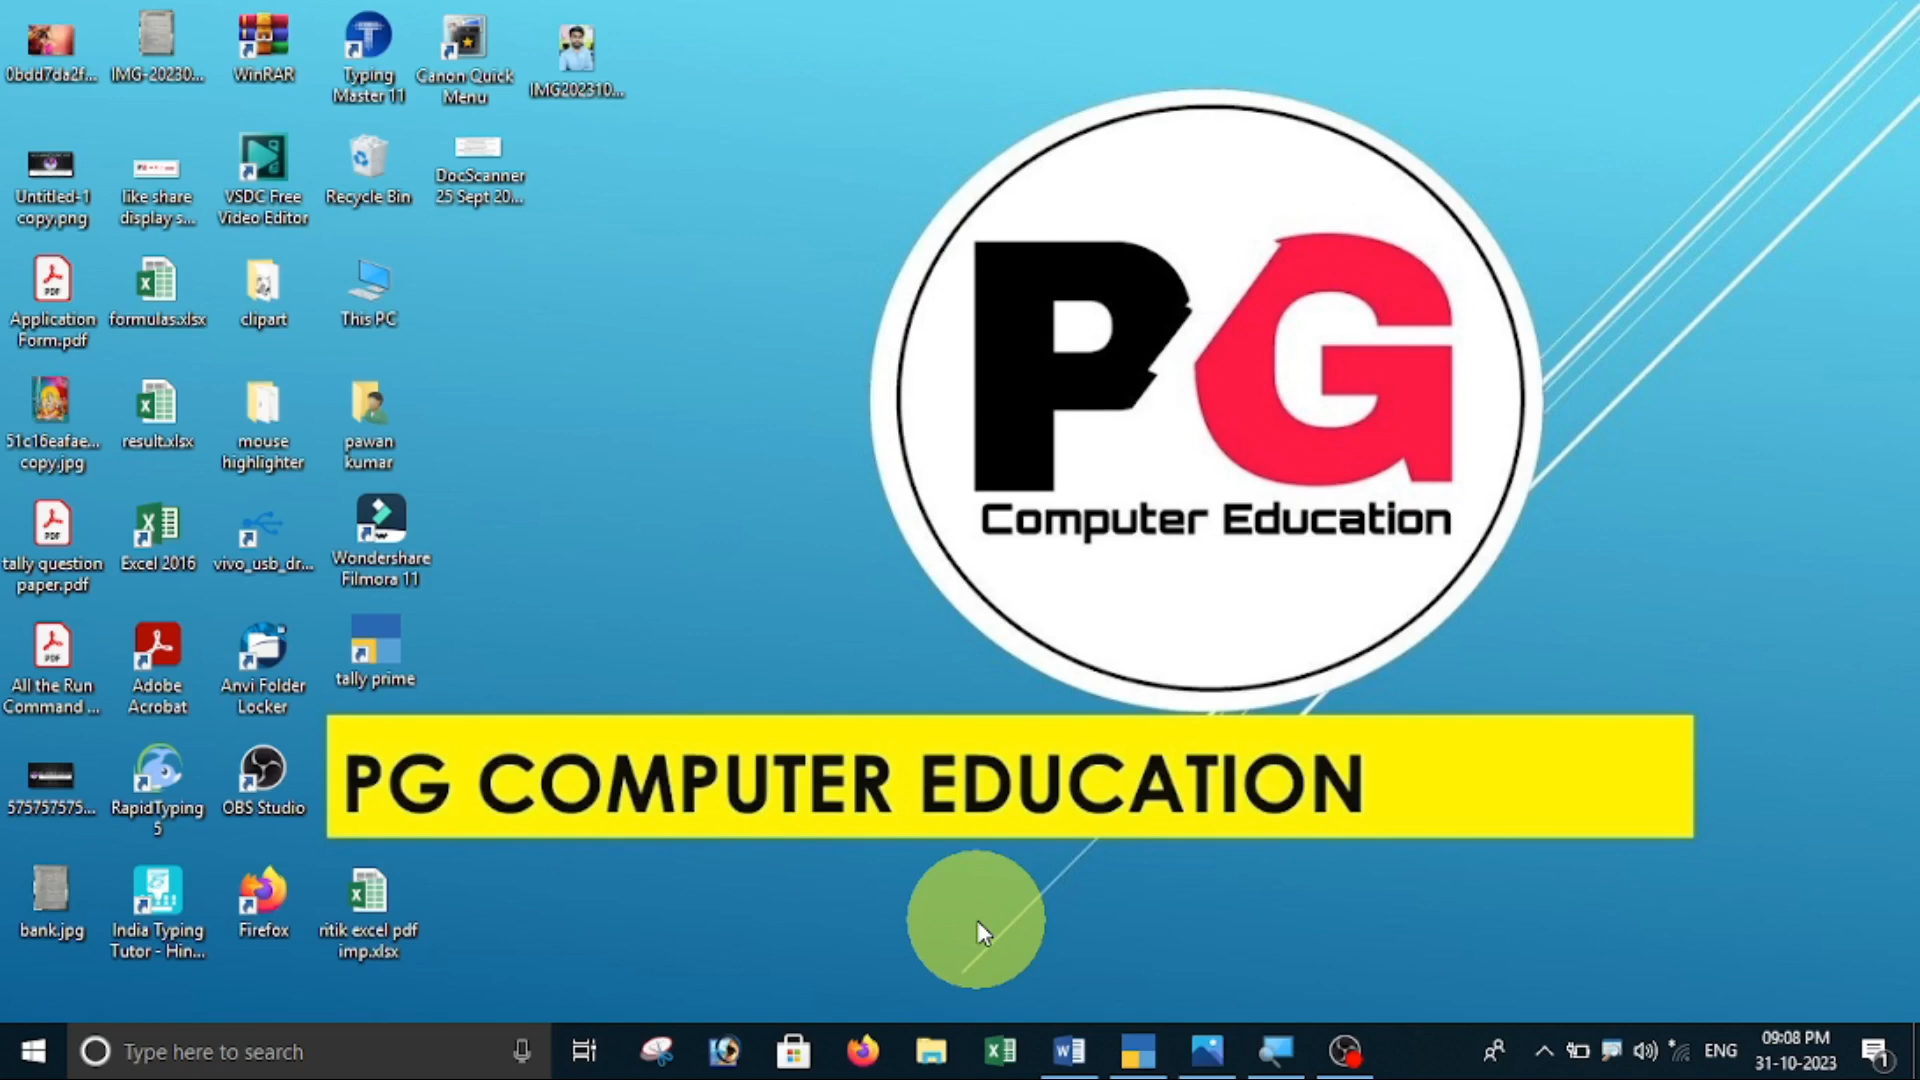 0bdd7da2f...
IMG-20230...
WinRAR
Typing
Master 11
Canon Quick
Menu
IMG202310...
Untitled-1
copy.png
like share
display s...
VSDC Free
Video Editor
Recycle Bin
DocScanner
25 Sept 20...
Application
Form.pdf
formulas.xlsx
clipart
This PC
51c16eafae...
copy.jpg
result.xlsx
mouse
highlighter
pawan
kumar
tally question
paper.pdf
Excel 2016
vivo_usb_dr...
Wondershare
Filmora 11
All the Run
Command ...
Adobe
Acrobat
Anvi Folder
Locker
tally prime
575757575...
RapidTyping
5
OBS Studio
bank.jpg
India Typing
Tutor - Hin...
Firefox
ritik excel pdf
imp.xlsx
PG
Computer Education
PG COMPUTER EDUCATION
Type here to search
ENG
09:08 PM
31-10-2023
1